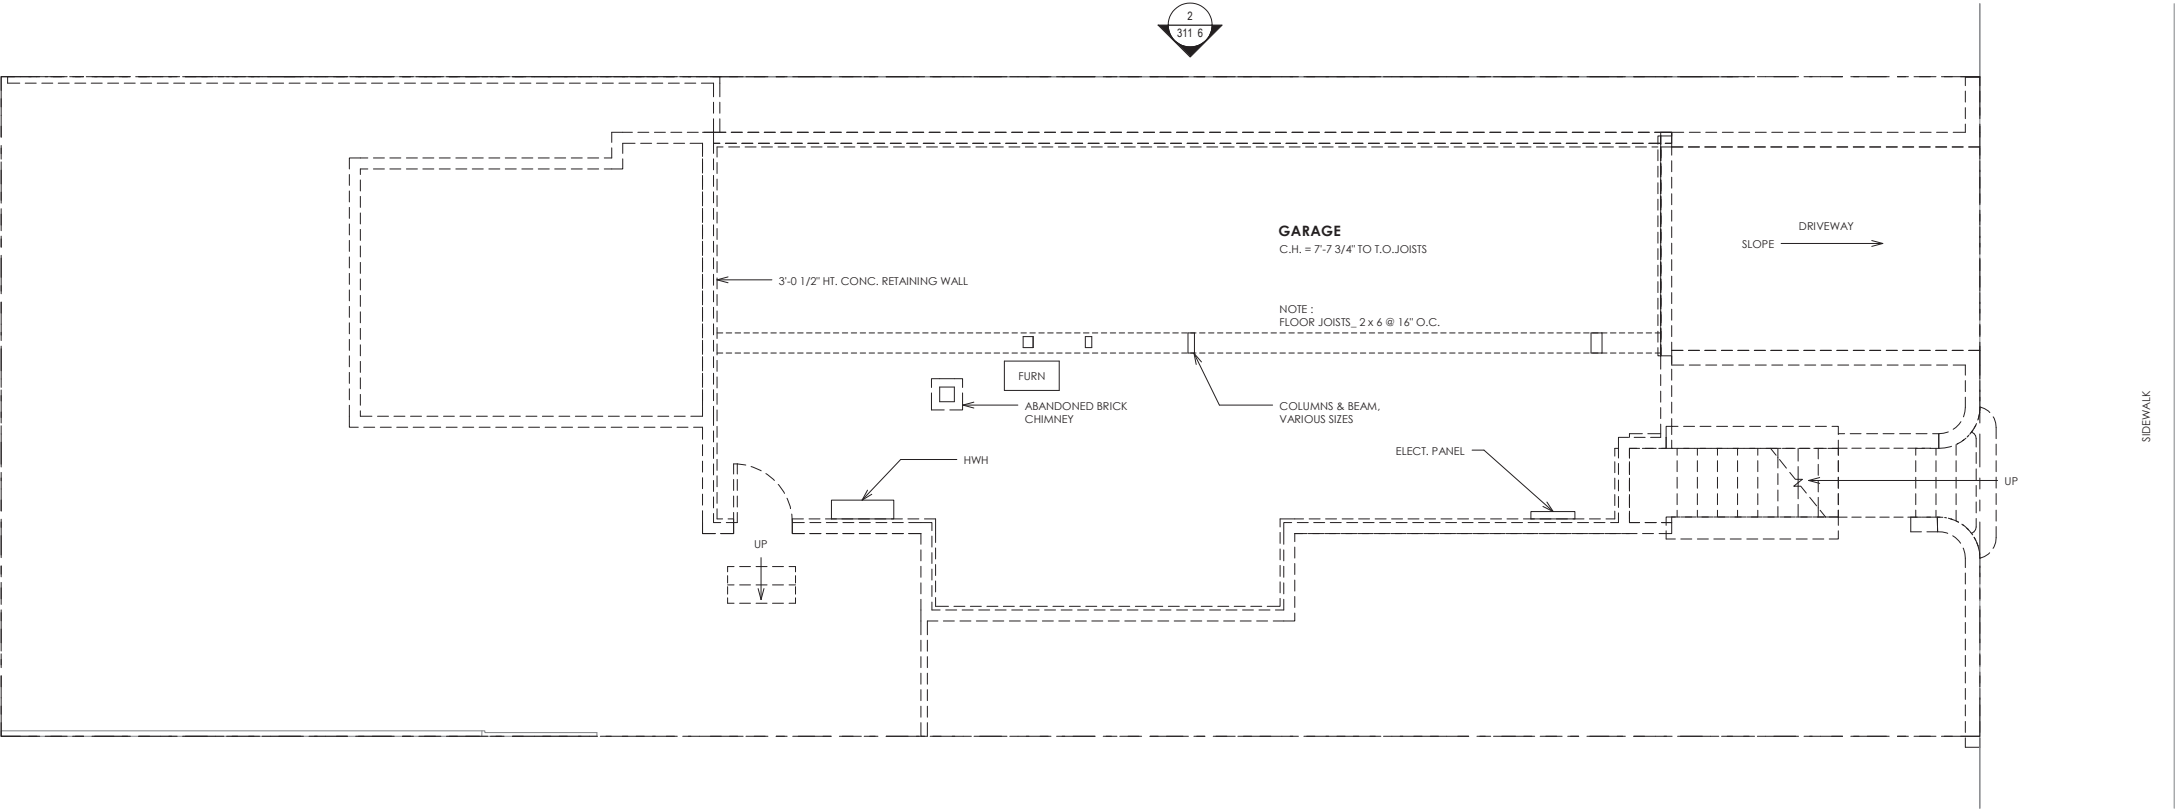 2
311 6
GARAGE
C.H. = 7'-7 3/4" TO T.O.JOISTS
DRIVEWAY
SLOPE
3'-0 1/2" HT. CONC. RETAINING WALL
NOTE :
FLOOR JOISTS_ 2 x 6 @ 16" O.C.
FURN
ABANDONED BRICK
CHIMNEY
COLUMNS & BEAM,
VARIOUS SIZES
SIDEWALK
ELECT. PANEL
HWH
UP
UP